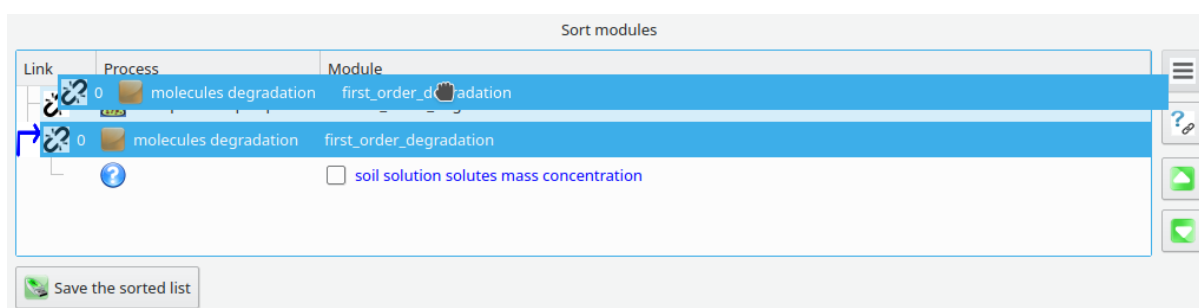 Sort modules
Link Process Module
0 molecules degradation first_order_d adation
0 molecules degradation first_order_degradation
soil solution solutes mass concentration
Save the sorted list